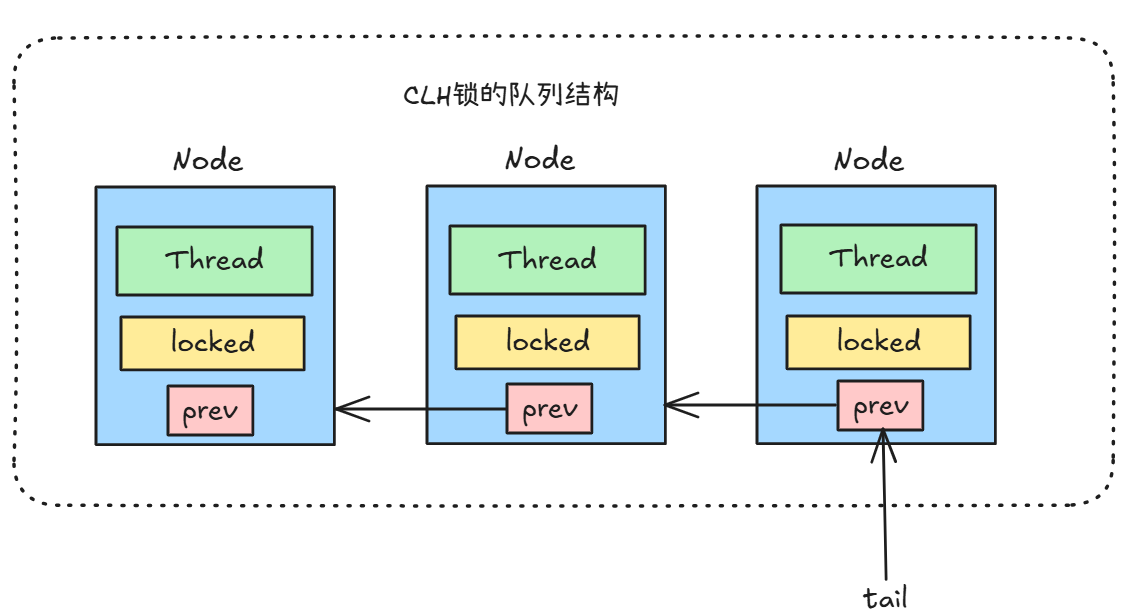 CLH锁的队列结构
Node
Node
Node
Thread
Thread
Thread
locked
locked
locked
prev
prev
prev
tail